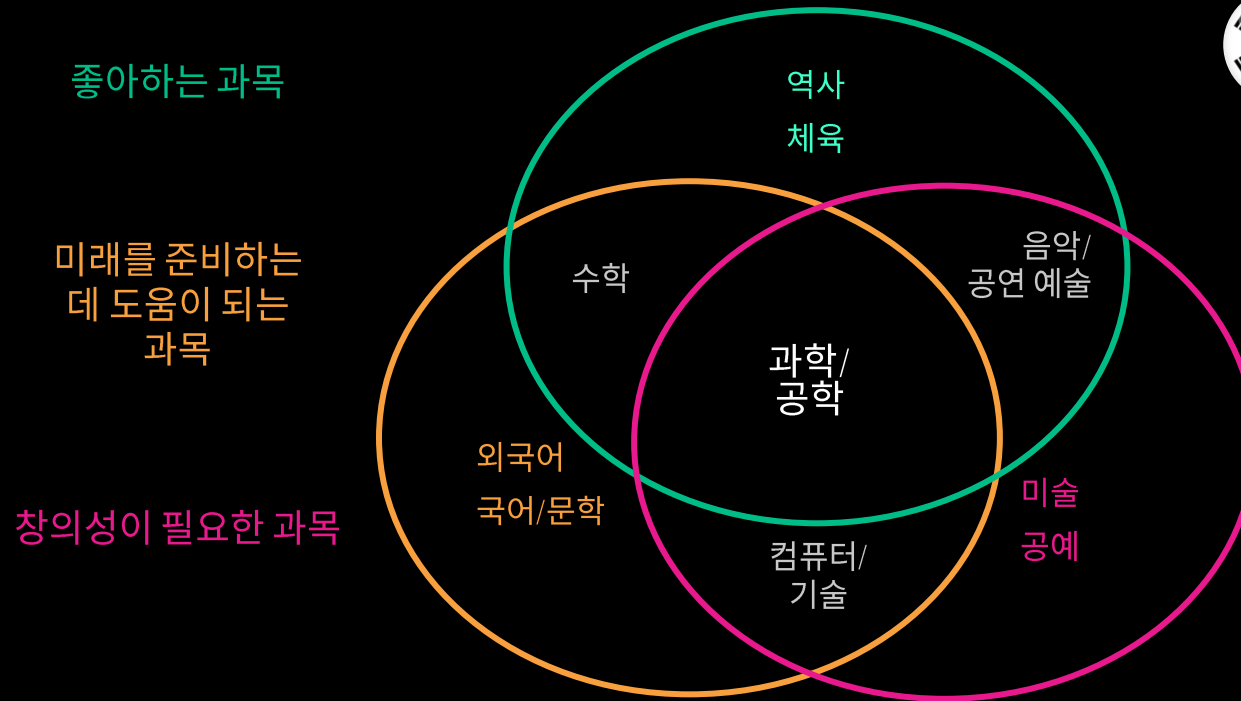 좋아하는 과목
역사
체육
미래를 준비하는
데 도움이 되는
과목
수학
음악/
공연 예술
과학/
공학
외국어
국어/문학
창의성이 필요한 과목
미술
공예
컴퓨터/
기술